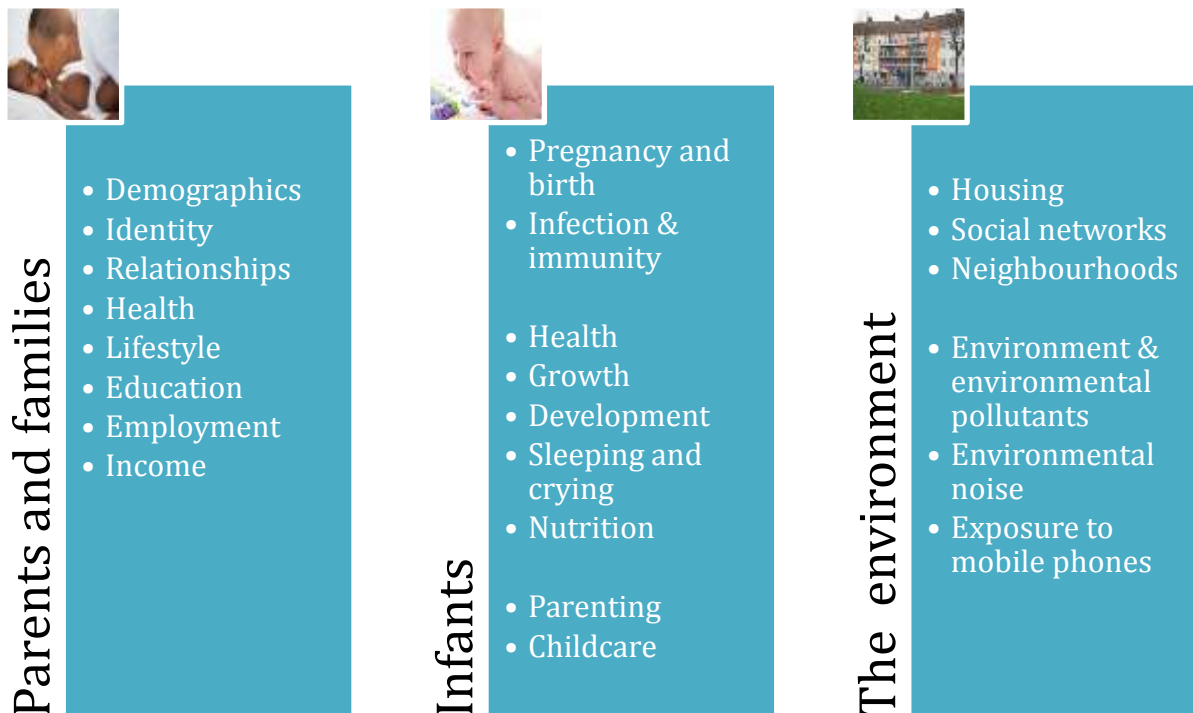 Parents and families
• Demographics
• Identity
• Relationships
• Health
• Lifestyle
• Education
• Employment
• Income
Infants
• Pregnancy and
birth
• Infection &
immunity
• Health
• Growth
• Development
• Sleeping and
crying
• Nutrition
• Parenting
• Childcare
The environment
• Housing
• Social networks
• Neighbourhoods
• Environment &
environmental
pollutants
• Environmental
noise
• Exposure to
mobile phones